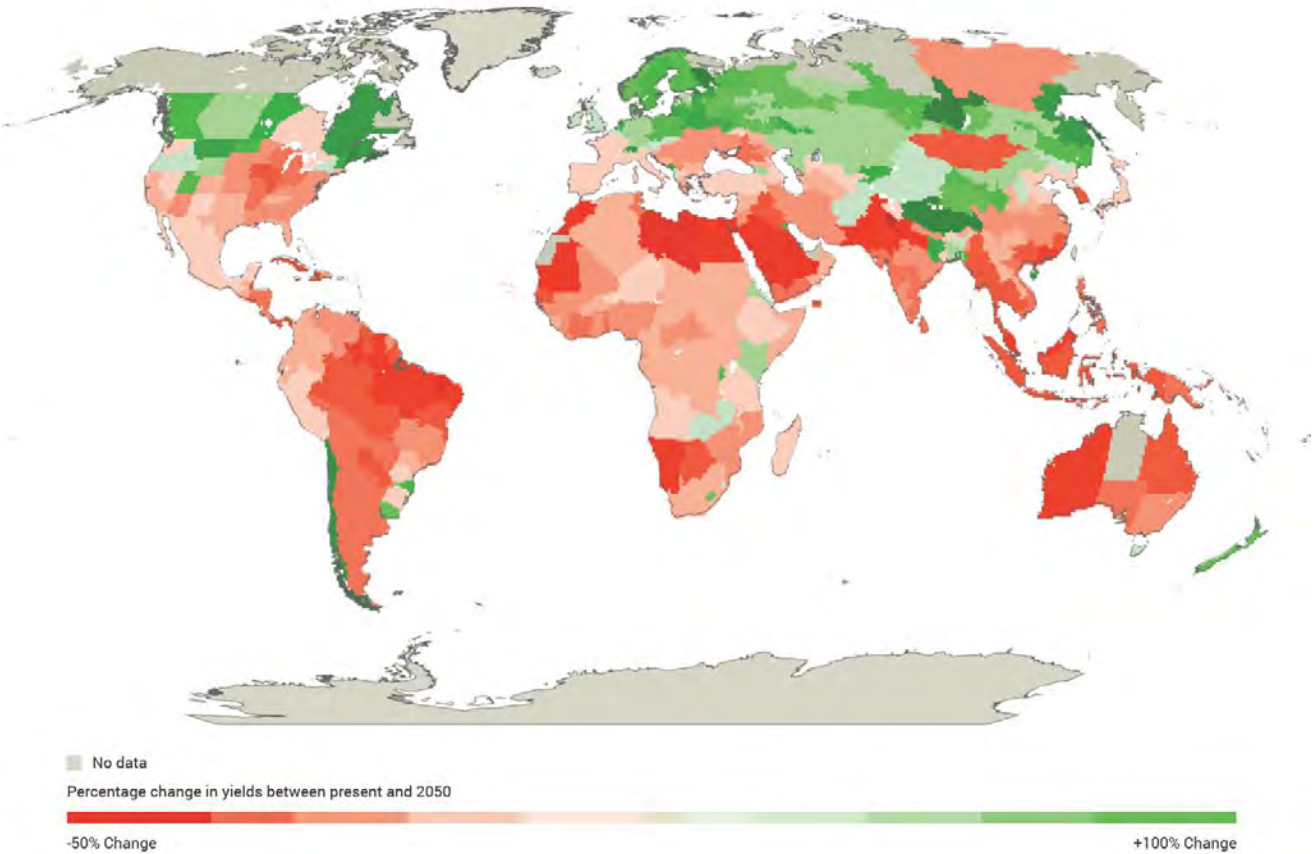 No data
Percentage change in yields between present and 2050
-50% Change
+100% Change